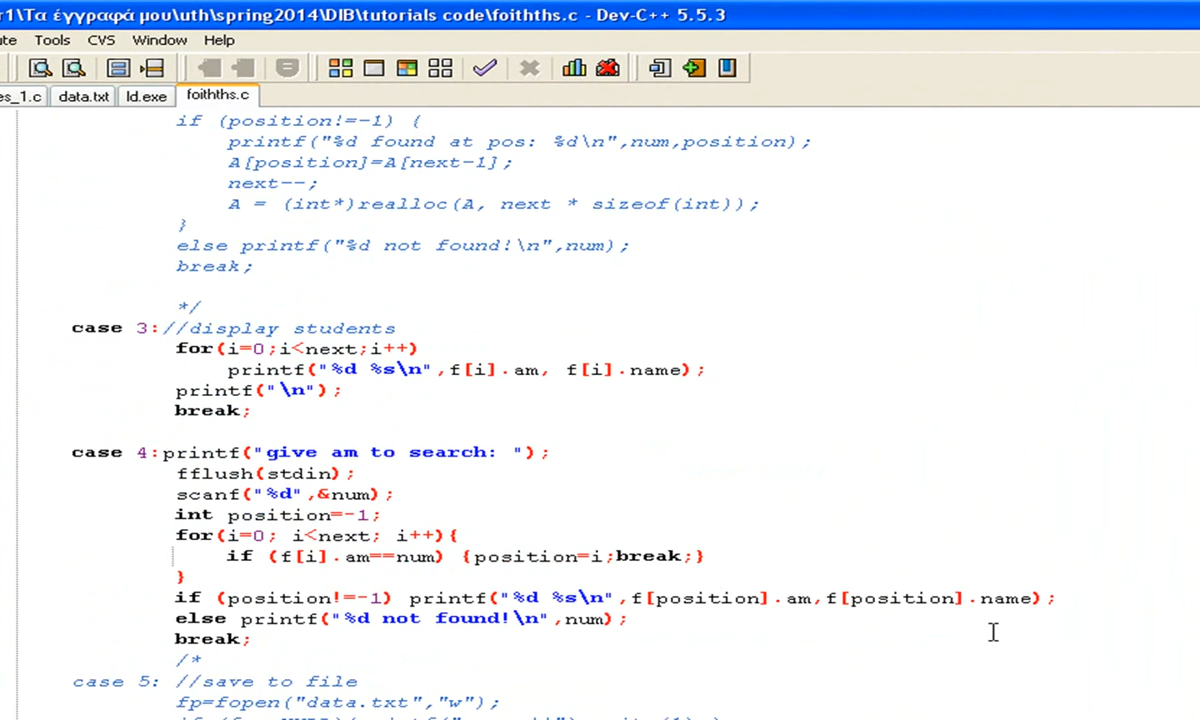 r1\Τα έγγραφά μου\uth\spring2014\DIB\tutorials code\foithths.c - Dev-C++ 5.5.3
te Tools CVS Window Help
es_1.c data.txt ld.exe foithths.c
if (position!=-1) {
printf("%d found at pos: %d\n",num,position);
A[position]=A[next-1];
next--;
A = (int*)realloc(A, next * sizeof(int));
}
else printf("%d not found!\n",num);
break;
*/
case 3://display students
for(i=0;i<next;i++)
printf("%d %s\n",f[i].am, f[i].name);
printf("\n");
break;
case 4:printf("give am to search: ");
fflush(stdin);
scanf("%d",&num);
int position=-1;
for(i=0; i<next; i++){
if (f[i].am==num) {position=i;break;}
}
if (position!=-1) printf("%d %s\n",f[position].am,f[position].name);
else printf("%d not found!\n",num);
break;
/*
case 5: //save to file
fp=fopen("data.txt","w");